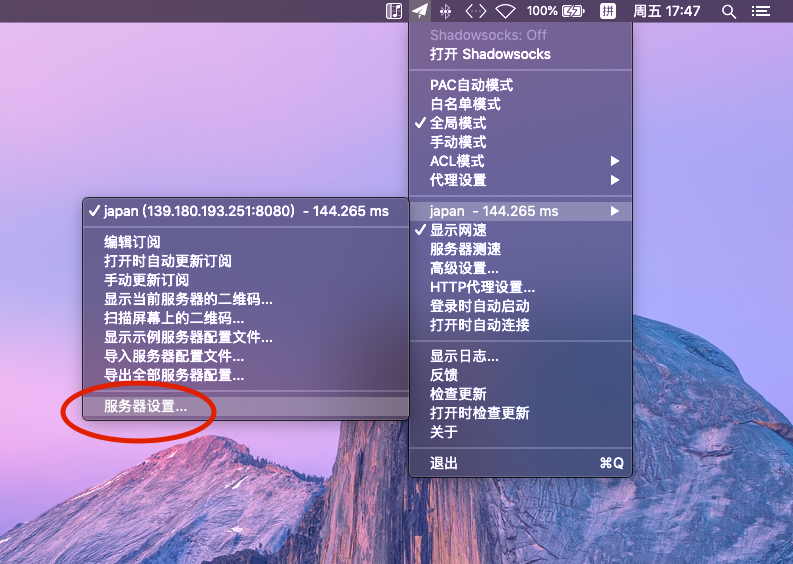 100% 拼 周五 17:47
Shadowsocks: Off
打开 Shadowsocks
PAC自动模式
白名单模式
✓ 全局模式
手动模式
ACL模式
代理设置
japan - 144.265 ms
✓ 显示网速
服务器测速
高级设置...
HTTP代理设置...
登录时自动启动
打开时自动连接
显示日志...
反馈
检查更新
打开时检查更新
关于
退出 ⌘Q
✓ japan (139.180.193.251:8080) - 144.265 ms
编辑订阅
打开时自动更新订阅
手动更新订阅
显示当前服务器的二维码...
扫描屏幕上的二维码...
显示示例服务器配置文件...
导入服务器配置文件...
导出全部服务器配置...
服务器设置...